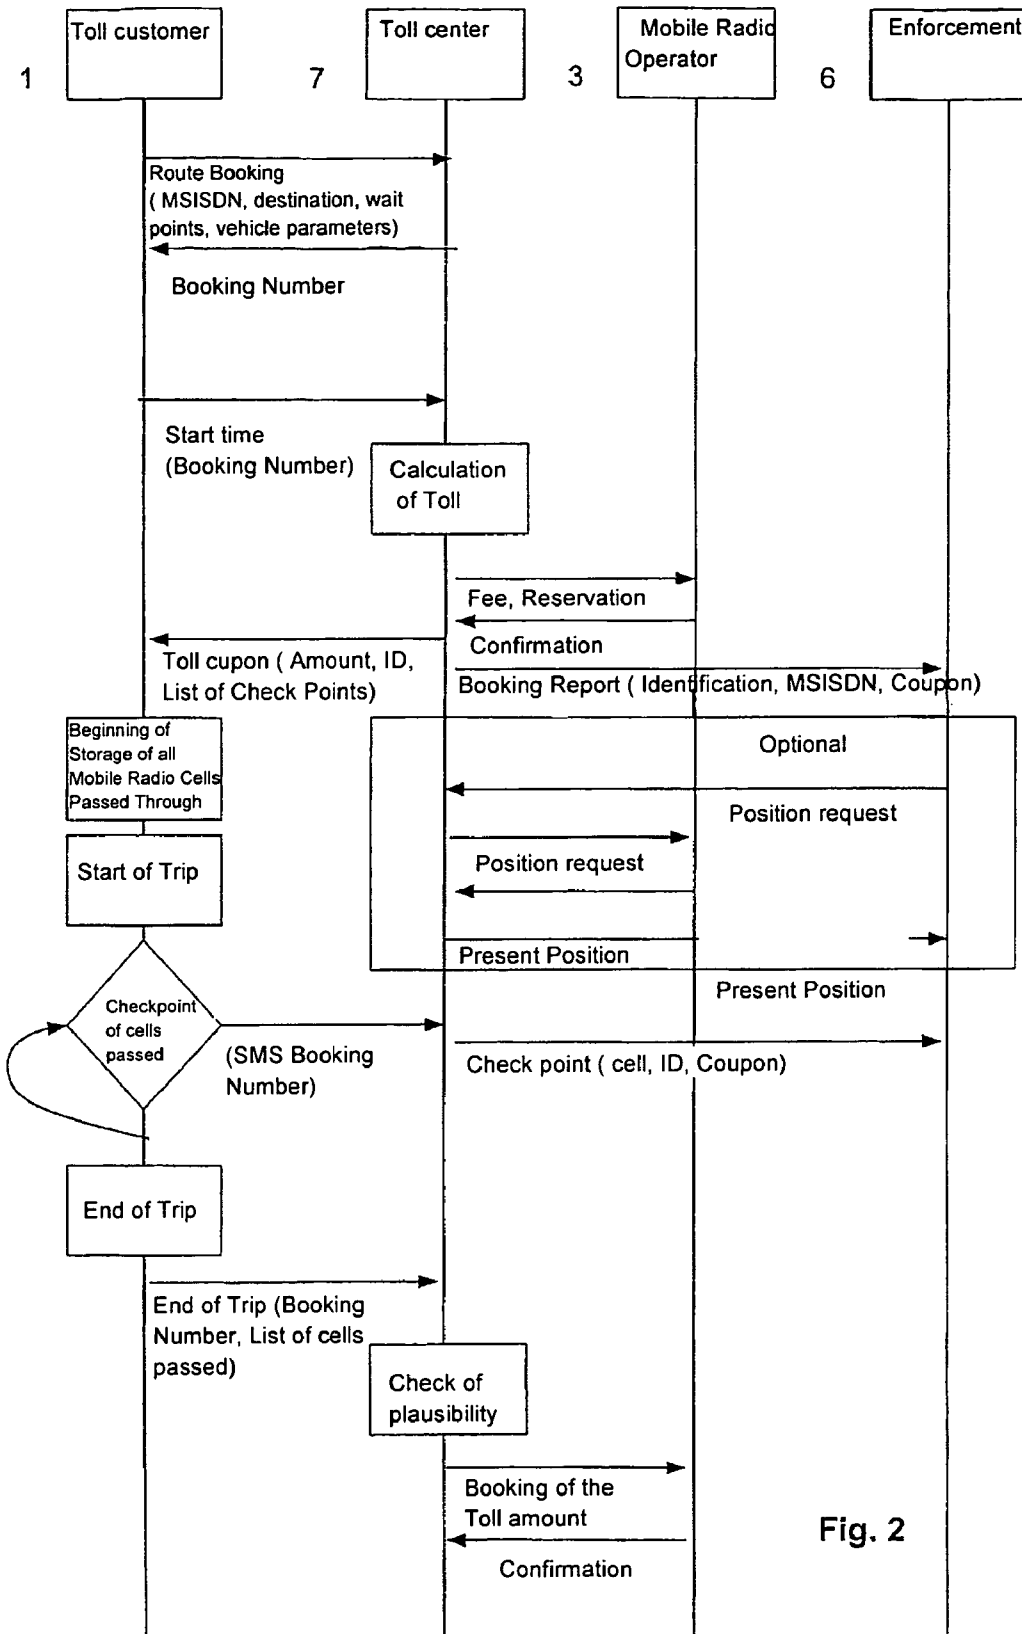 Toll customer
Toll center
Mobile Radio
Operator
Enforcement
1
7
3
6
Route Booking
( MSISDN, destination, wait
points, vehicle parameters)
Booking Number
Start time
(Booking Number)
Calculation
of Toll
Fee, Reservation
Confirmation
Toll cupon ( Amount, ID,
List of Check Points)
Booking Report ( Identification, MSISDN, Coupon)
Beginning of
Storage of all
Mobile Radio Cells
Passed Through
Optional
Position request
Position request
Start of Trip
Present Position
Present Position
Checkpoint
of cells
passed
(SMS Booking
Number)
Check point ( cell, ID, Coupon)
End of Trip
End of Trip (Booking
Number, List of cells
passed)
Check of
plausibility
Booking of the
Toll amount
Confirmation
Fig. 2